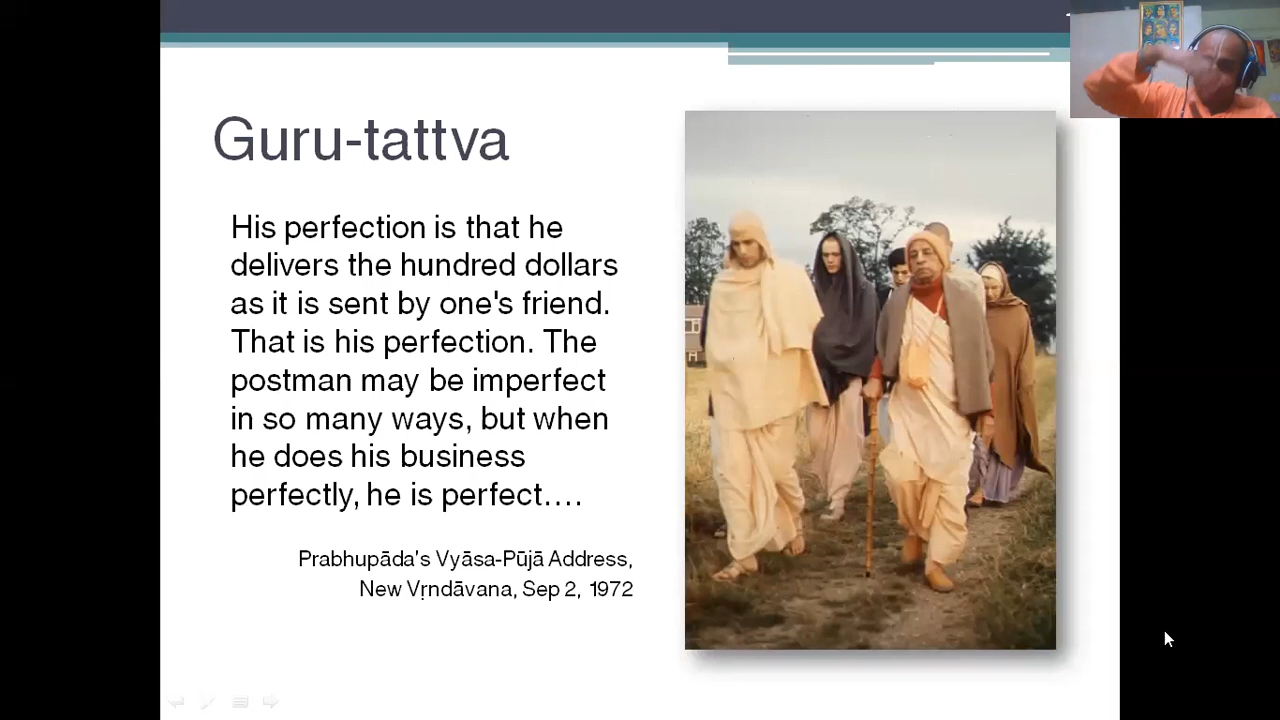 Guru-tattva
His perfection is that he
delivers the hundred dollars
as it is sent by one's friend.
That is his perfection. The
postman may be imperfect
in so many ways, but when
he does his business
perfectly, he is perfect….
Prabhupāda's Vyāsa-Pūjā Address,
New Vṛndāvana, Sep 2, 1972